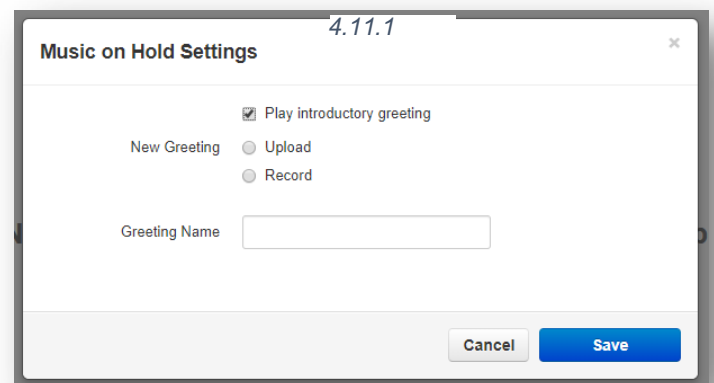 4.11.1
Music on Hold Settings ×
Play introductory greeting
New Greeting Upload
Record
Greeting Name
Cancel Save